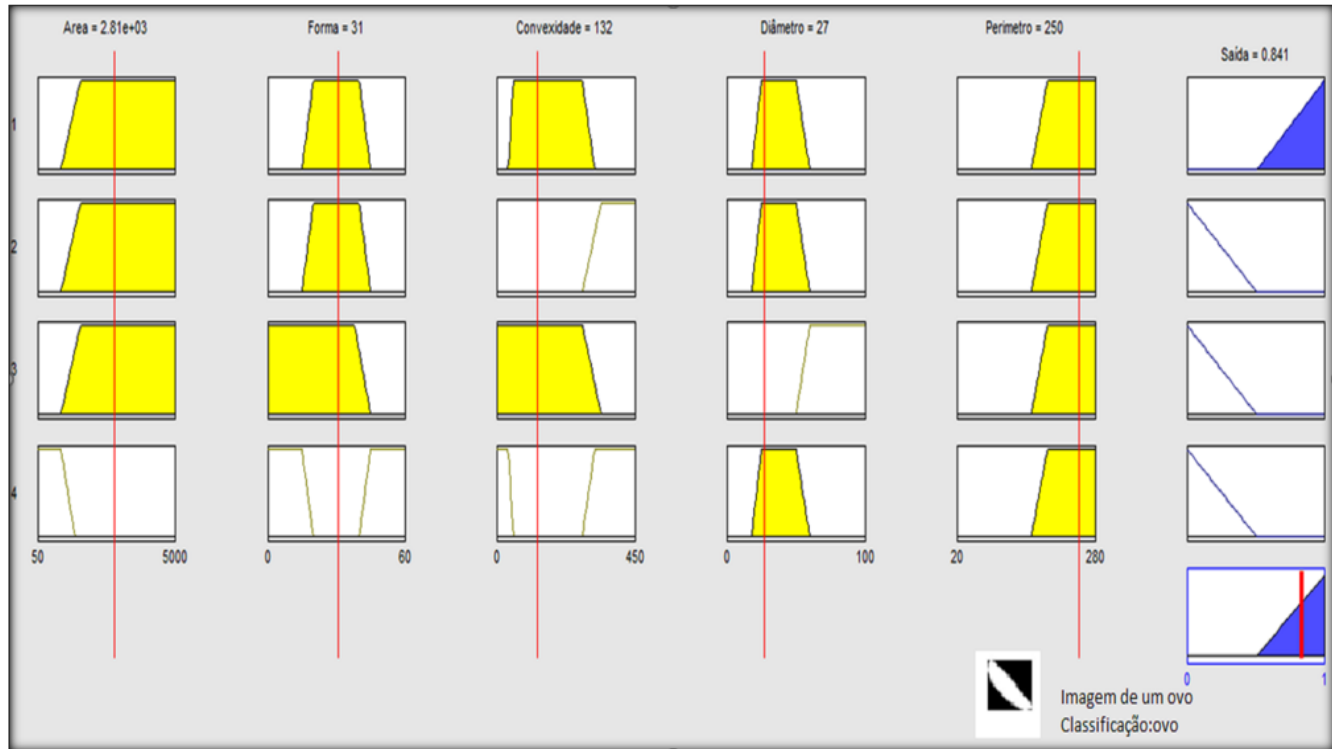 Area = 2.81e+03
Forma = 31
Convexidade = 132
Diâmetro = 27
Perimetro = 250
Saída = 0.841
1
2
3
4
50 5000
0 60
0 450
0 100
20 280
0 1
Imagem de um ovo
Classificação:ovo